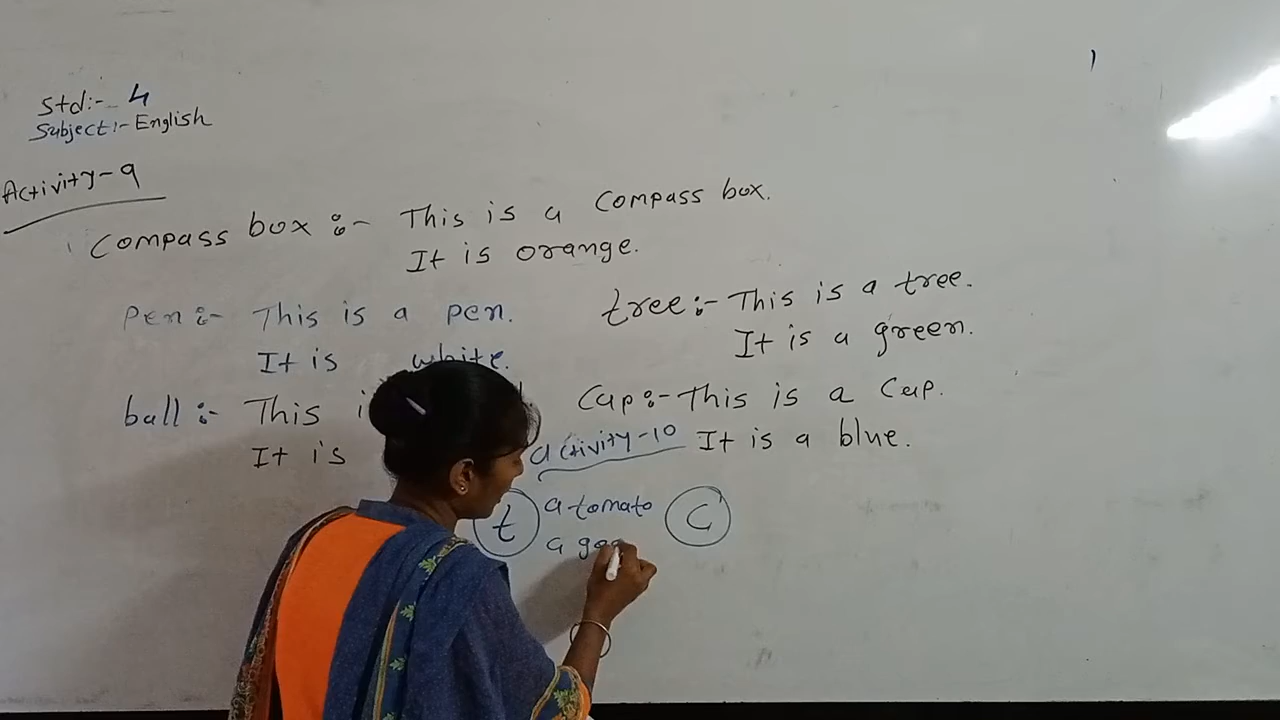 Std:- 4
Subject:- English
Activity-9
Compass box :- This is a Compass box.
It is orange.
Pen :- This is a pen.
It is white.
ball :- This
It is
tree :- This is a tree.
It is a green.
Cap :- This is a Cap.
It is a blue.
activity-10
t
a tomato
a
C